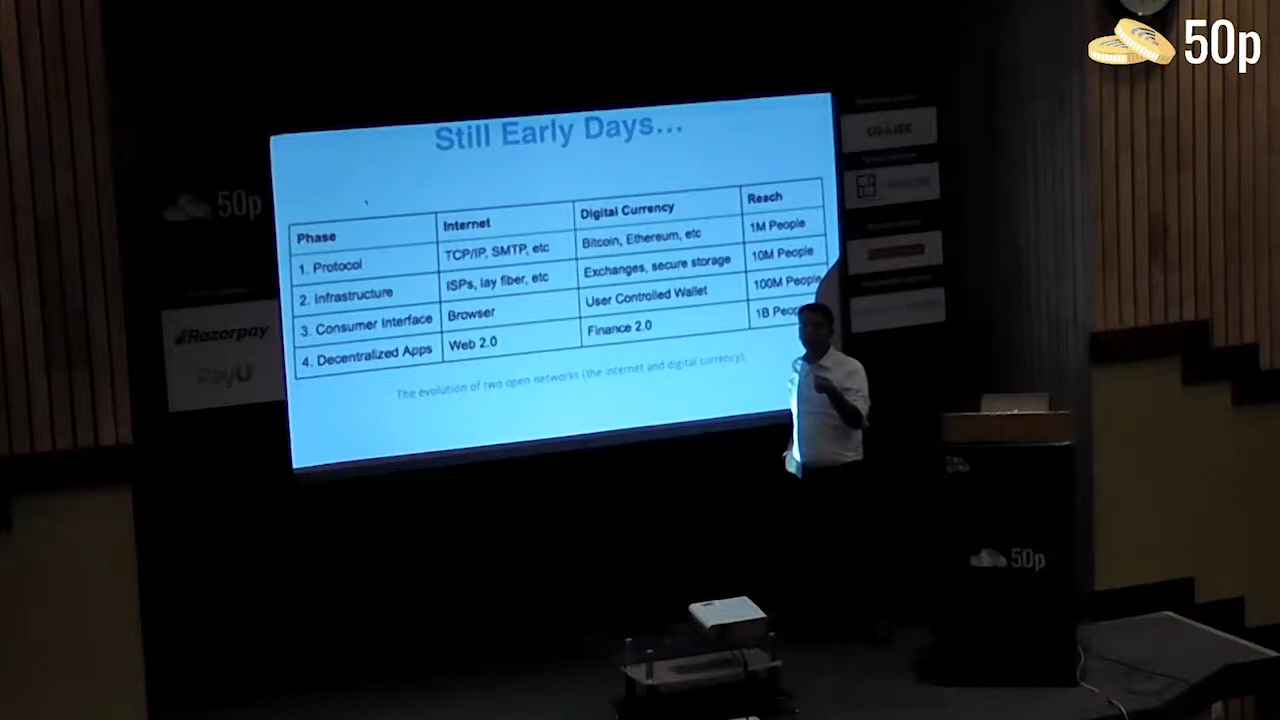 50p
Still Early Days...
Phase Internet Digital Currency Reach
1. Protocol TCP/IP, SMTP, etc Bitcoin, Ethereum, etc 1M People
2. Infrastructure ISPs, lay fiber, etc Exchanges, secure storage 10M People
3. Consumer Interface Browser User Controlled Wallet 100M People
4. Decentralized Apps Web 2.0 Finance 2.0 1B
The evolution of two open networks (the internet and digital currency).
50p
Razorpay
PayU
GO-JEK
50p